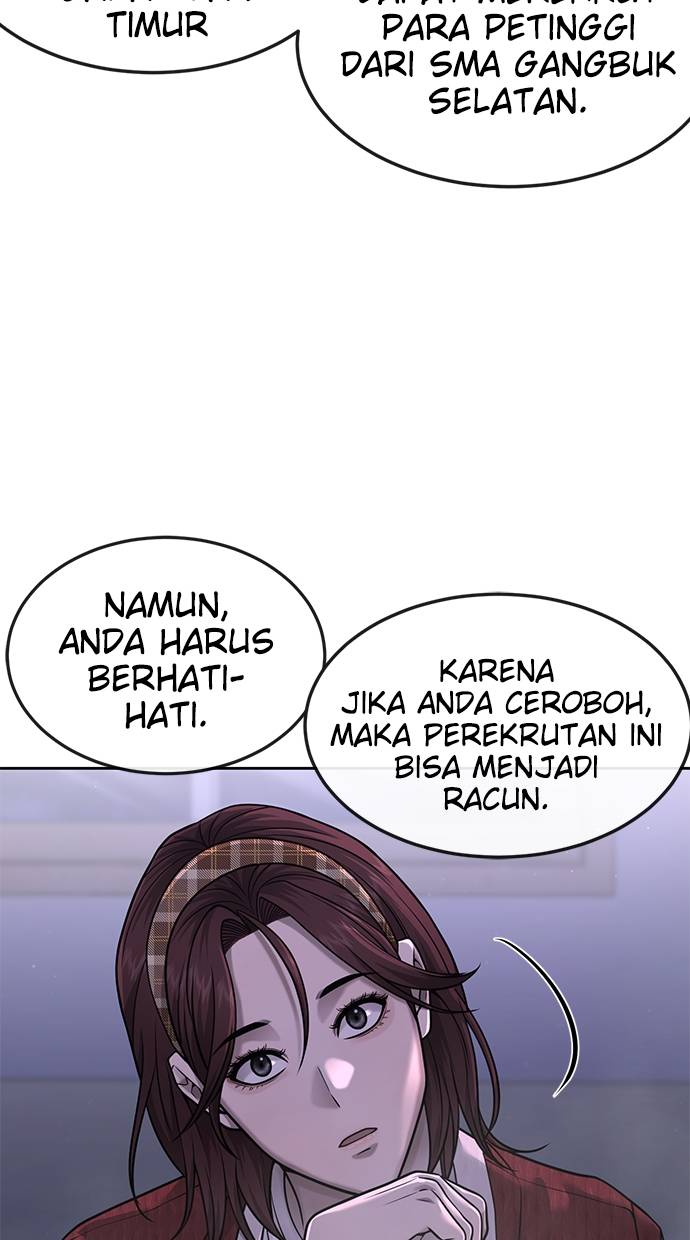 TIMUR
PARA PETINGGI
DARI SMA GANGBUK
SELATAN.
NAMUN,
ANDA HARUS
BERHATI-
HATI.
KARENA
JIKA ANDA CEROBOH,
MAKA PEREKRUTAN INI
BISA MENJADI
RACUN.